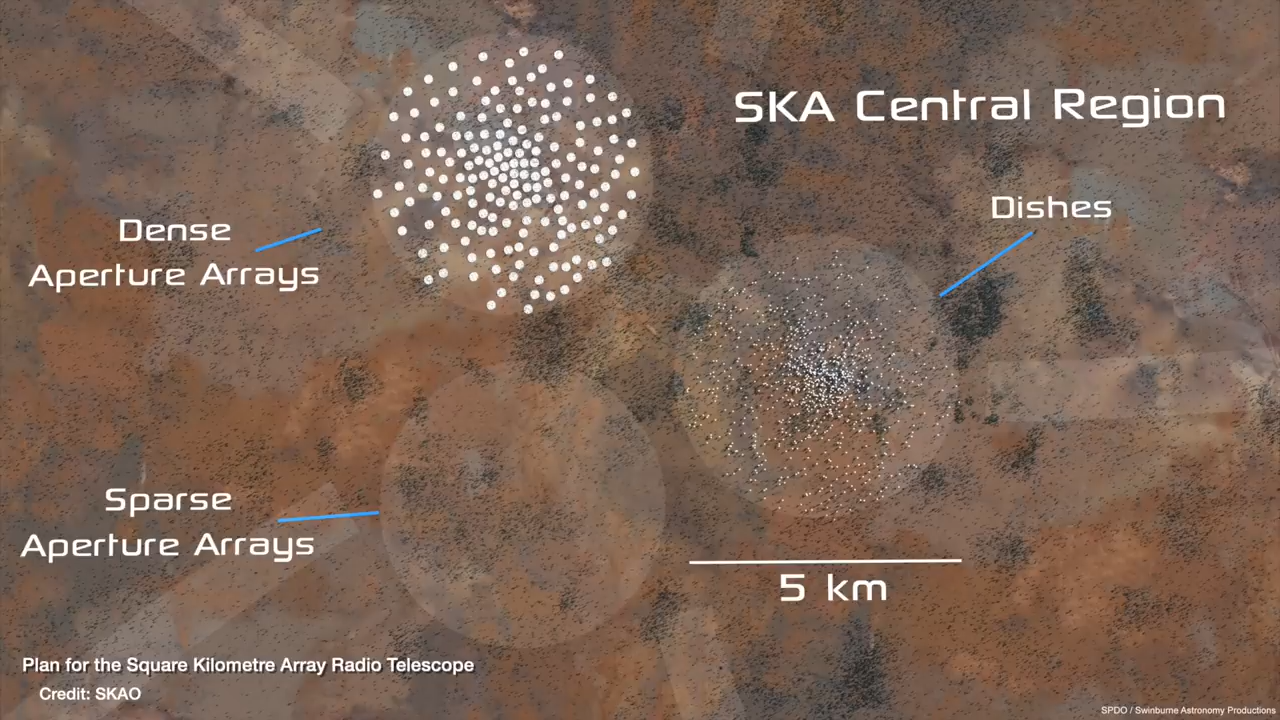 SKA Central Region
Dishes
Dense
Aperture Arrays
Sparse
Aperture Arrays
5 km
Plan for the Square Kilometre Array Radio Telescope
Credit: SKAO
SPDO / Swinburne Astronomy Productions